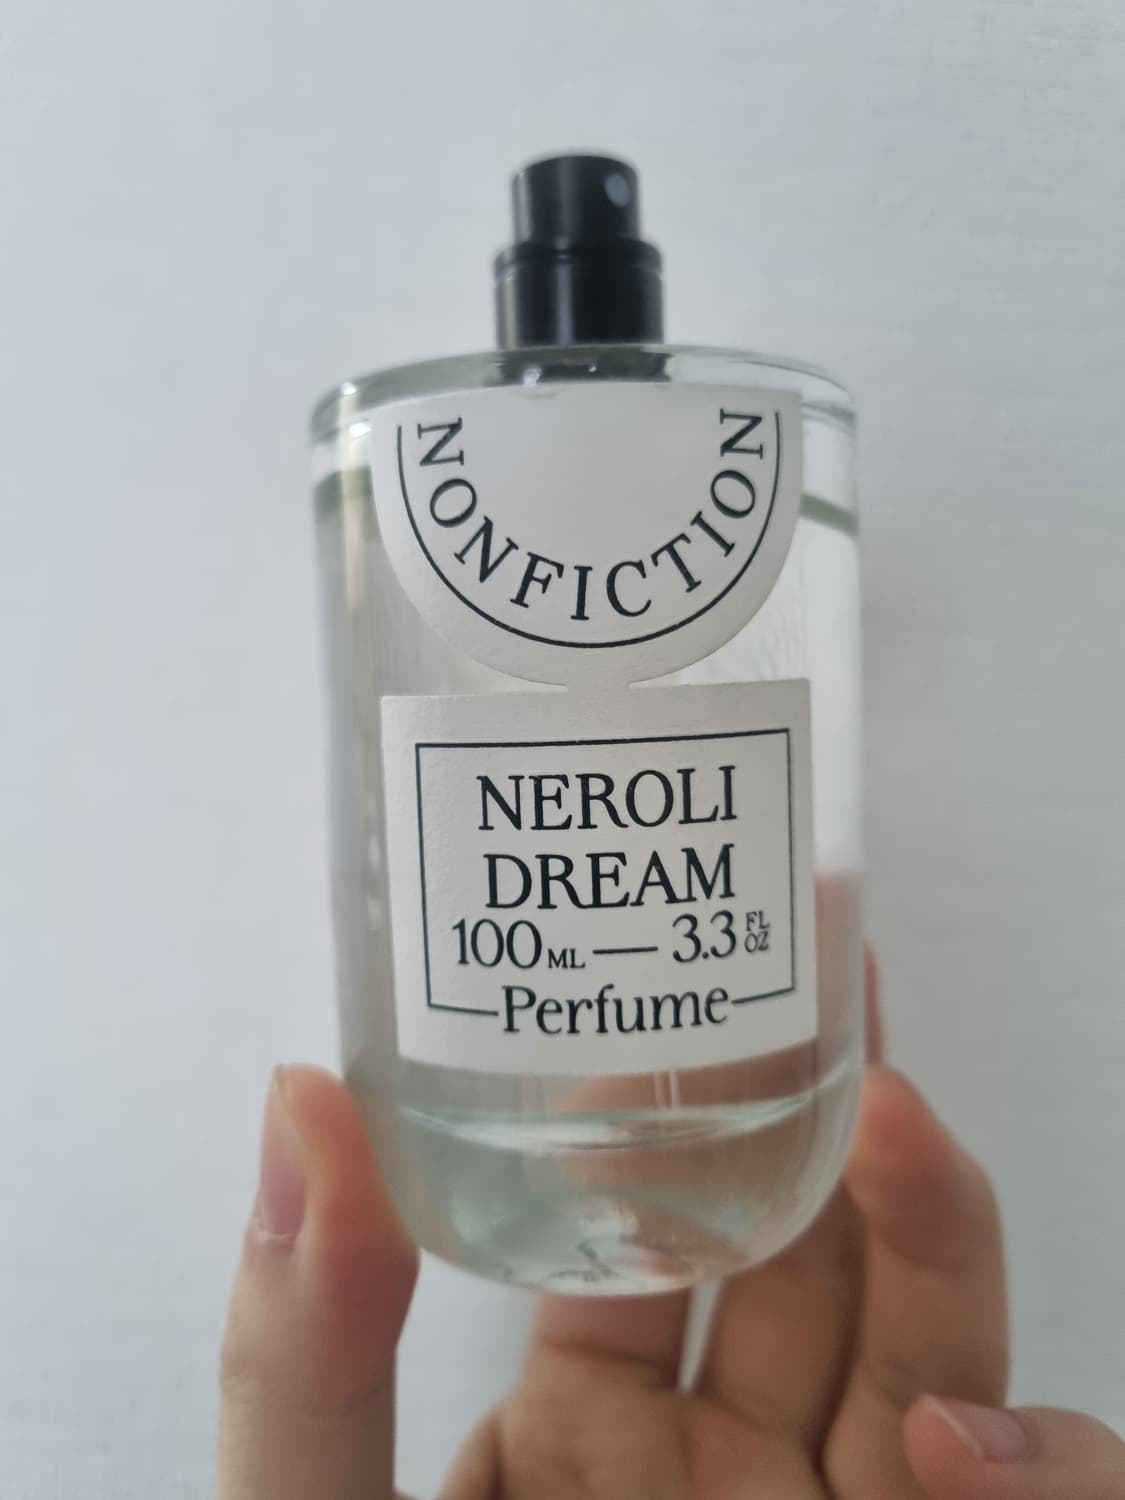 NONFICTION
NEROLI
DREAM
100ML — 3.3 FL OZ
Perfume